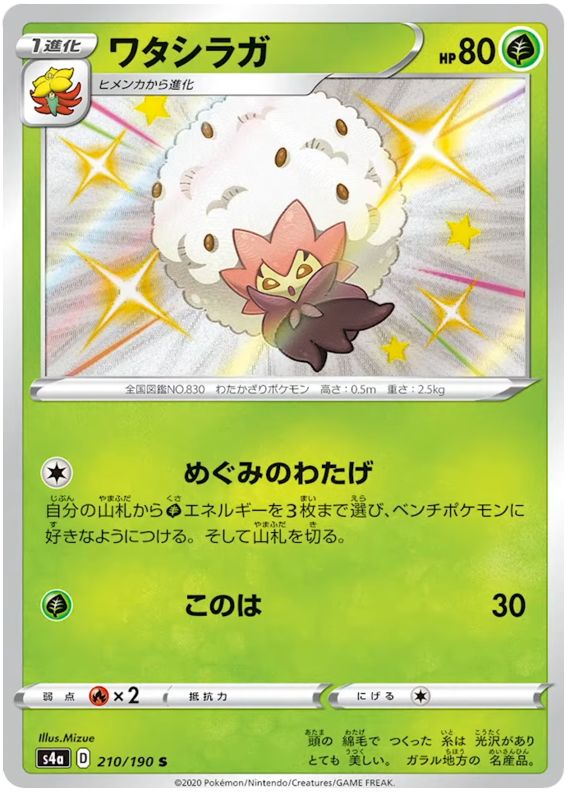 1進化
ワタシラガ
HP80
ヒメンカから進化
全国図鑑NO.830 わたかざりポケモン 高さ:0.5m 重さ:2.5kg
めぐみのわたげ
自分の山札からエネルギーを3枚まで選び、ベンチポケモンに
好きなようにつける。そして山札を切る。
このは 30
弱点 ×2 抵抗力 にげる
Illus.Mizue
s4a D 210/190 S
頭の 綿毛で つくった 糸は 光沢が あり
とても 美しい。 ガラル地方の 名産品。
©2020 Pokémon/Nintendo/Creatures/GAME FREAK.